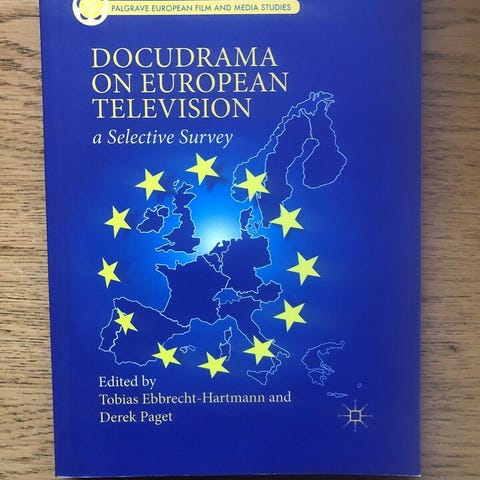 PALGRAVE EUROPEAN FILM AND MEDIA STUDIES
DOCUDRAMA
ON EUROPEAN
TELEVISION
a Selective Survey
Edited by
Tobias Ebbrecht-Hartmann and
Derek Paget